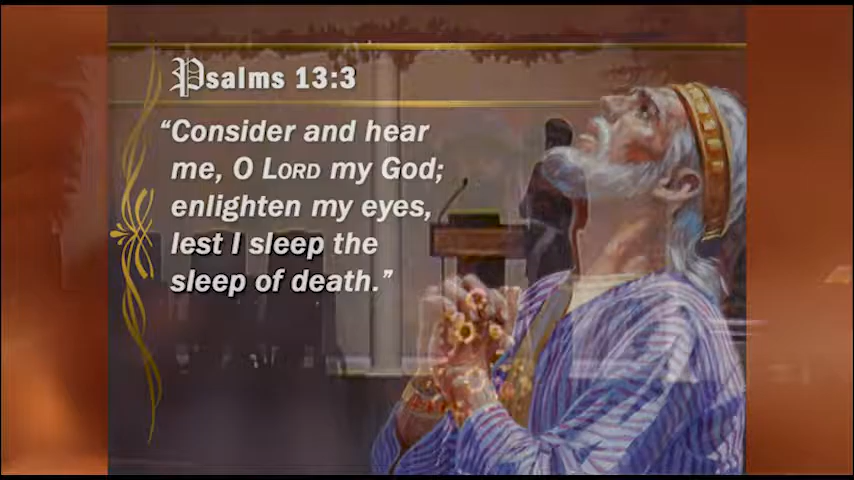 Psalms 13:3
“Consider and hear
me, O LORD my God;
enlighten my eyes,
lest I sleep the
sleep of death.”